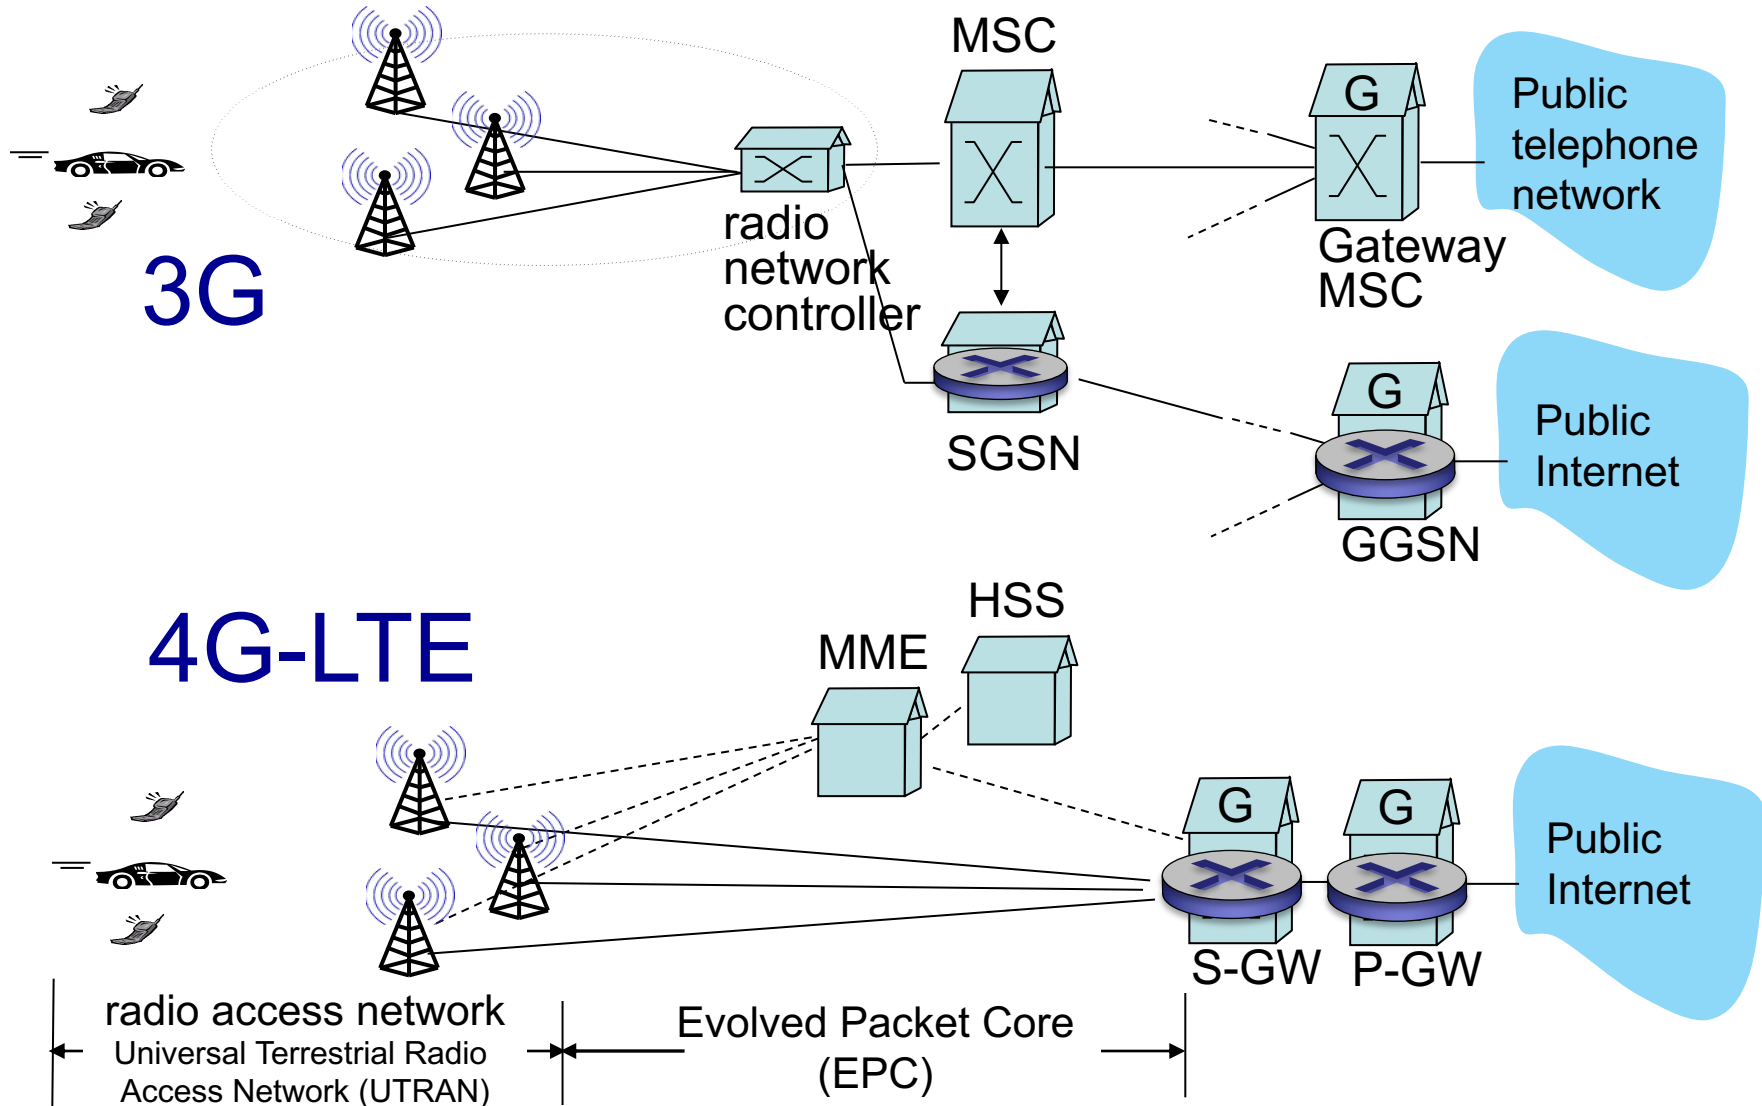 MSC
G
Public
telephone
network
radio
network
controller
Gateway
MSC
3G
G
Public
Internet
SGSN
GGSN
HSS
4G-LTE
MME
G
G
Public
Internet
S-GW
P-GW
radio access network
Universal Terrestrial Radio
Access Network (UTRAN)
Evolved Packet Core
(EPC)